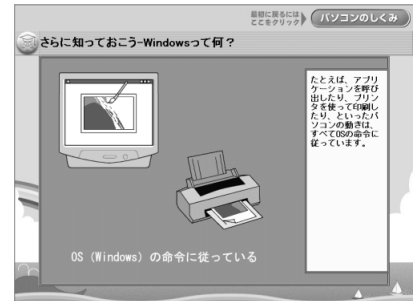 最初に戻るには
ここをクリック
パソコンのしくみ
さらに知っておこう-Windowsって何？
たとえば、アプリ
ケーションを呼び
出したり、プリン
タを使って印刷し
たり、といったパ
ソコンの動きは、
すべてOSの命令に
従っています。
OS（Windows）の命令に従っている